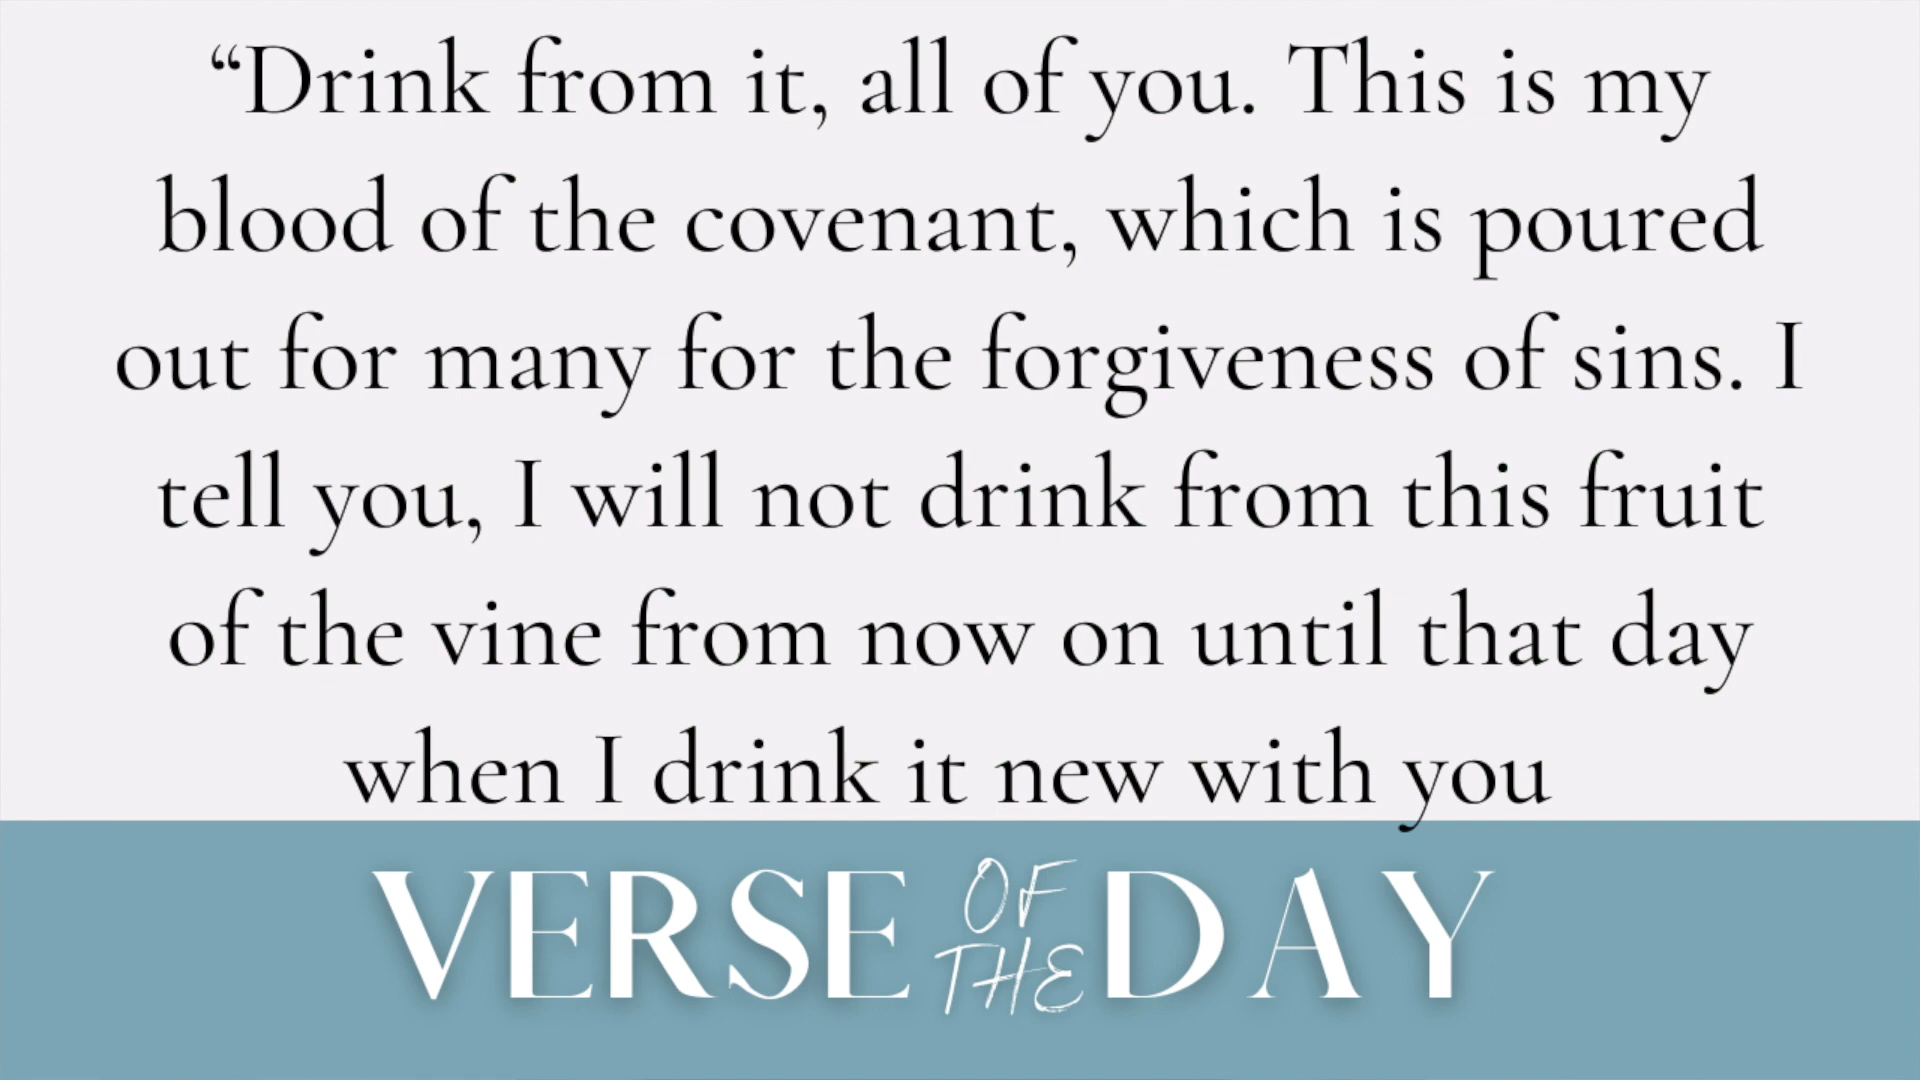 “Drink from it, all of you. This is my
blood of the covenant, which is poured
out for many for the forgiveness of sins. I
tell you, I will not drink from this fruit
of the vine from now on until that day
when I drink it new with you
VERSE OF THE DAY